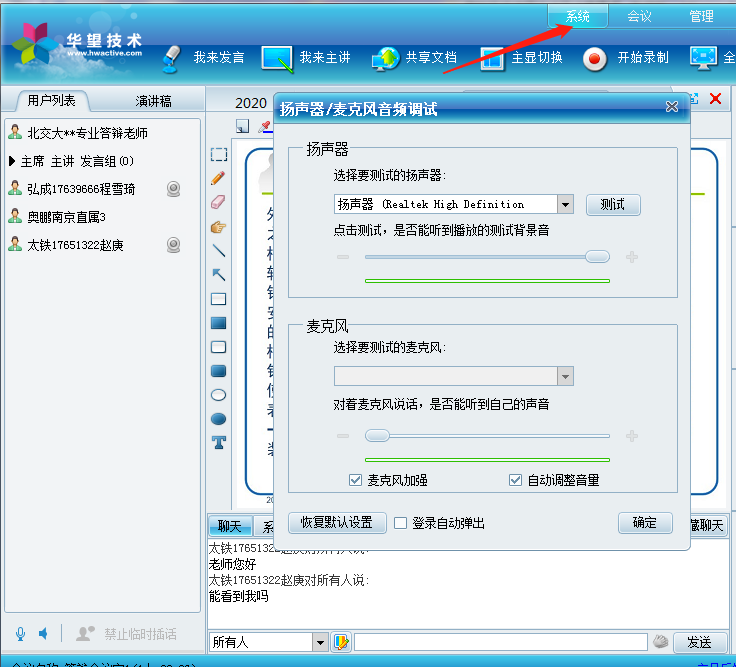 系统 会议 管理
华望技术
www.hwactive.com
我来发言 我来主讲 共享文档 主显切换 开始录制 全
用户列表 演讲稿
2020
北交大**专业答辩老师
主席 主讲 发言组(0)
弘成17639666程雪琦
奥鹏南京直属3
太铁17651322赵庚
扬声器/麦克风音频调试
扬声器
选择要测试的扬声器:
扬声器 (Realtek High Definition
测试
点击测试，是否能听到播放的测试背景音
麦克风
选择要测试的麦克风:
对着麦克风说话，是否能听到自己的声音
麦克风加强 自动调整音量
恢复默认设置 登录自动弹出 确定
聊天 系 藏聊天
太铁17651322赵庚对所有人说:
老师您好
太铁17651322赵庚对所有人说:
能看到我吗
禁止临时插话
所有人 发送